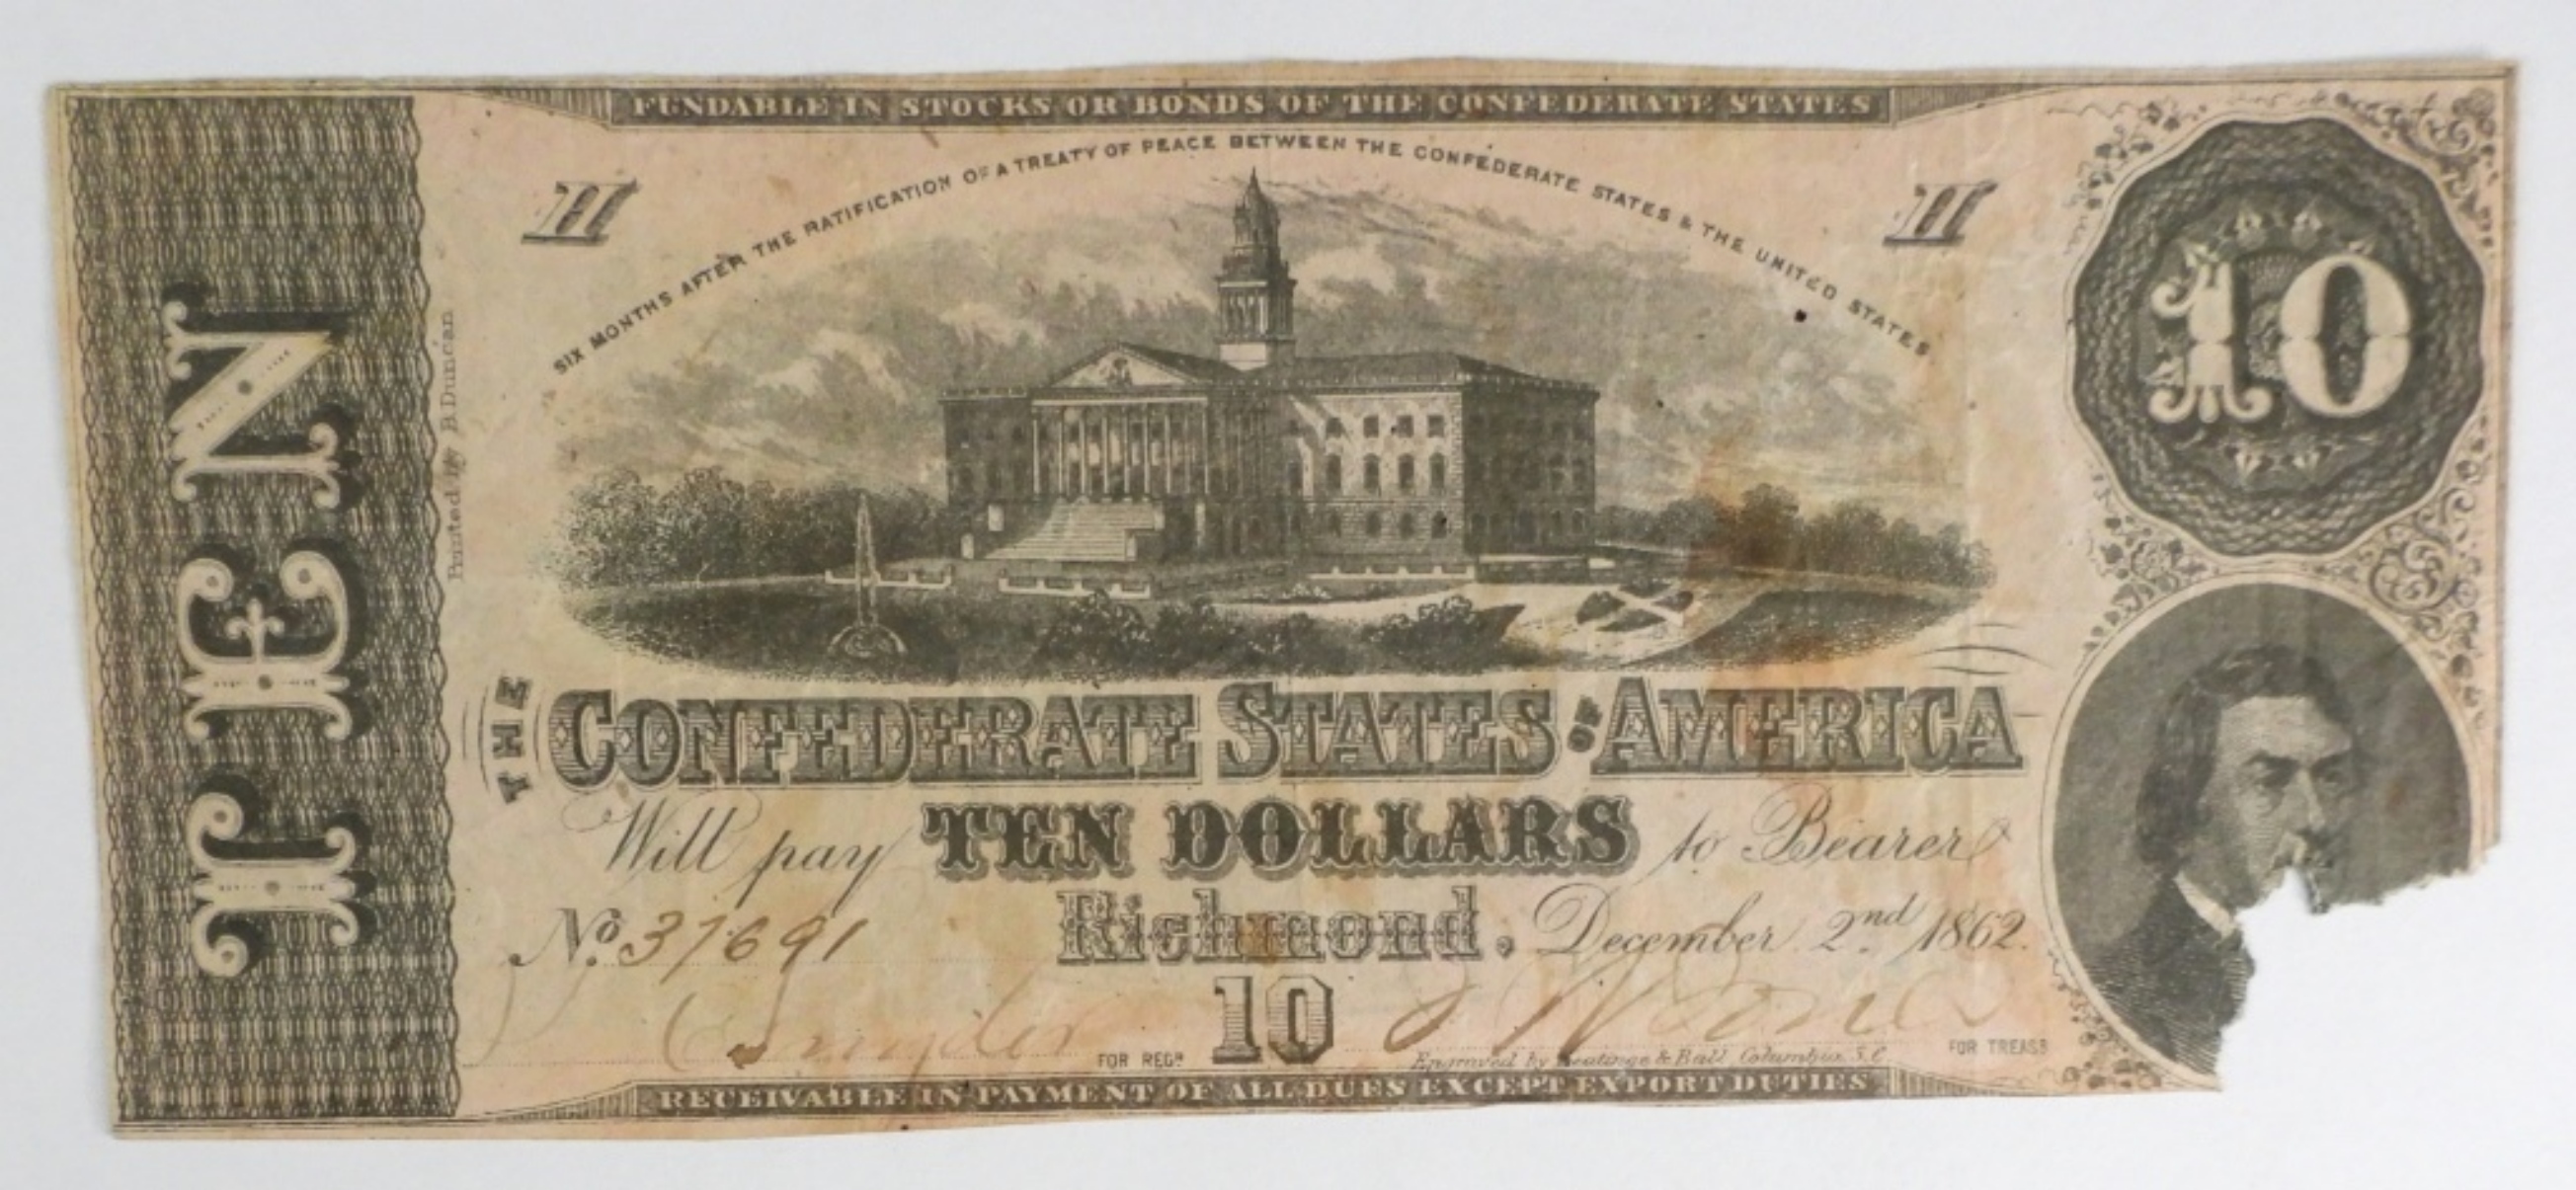 FUNDABLE IN STOCKS OR BONDS OF THE CONFEDERATE STATES
SIX MONTHS AFTER THE RATIFICATION OF A TREATY OF PEACE BETWEEN THE CONFEDERATE STATES & THE UNITED STATES
H
H
10
TEN
Printed by B. Duncan
THE CONFEDERATE STATES OF AMERICA
Will pay TEN DOLLARS to Bearer
No. 37691 Richmond, December 2nd 1862.
10
FOR REGR
Engraved by Keatinge & Ball Columbia, S.C.
FOR TREASR
RECEIVABLE IN PAYMENT OF ALL DUES EXCEPT EXPORT DUTIES